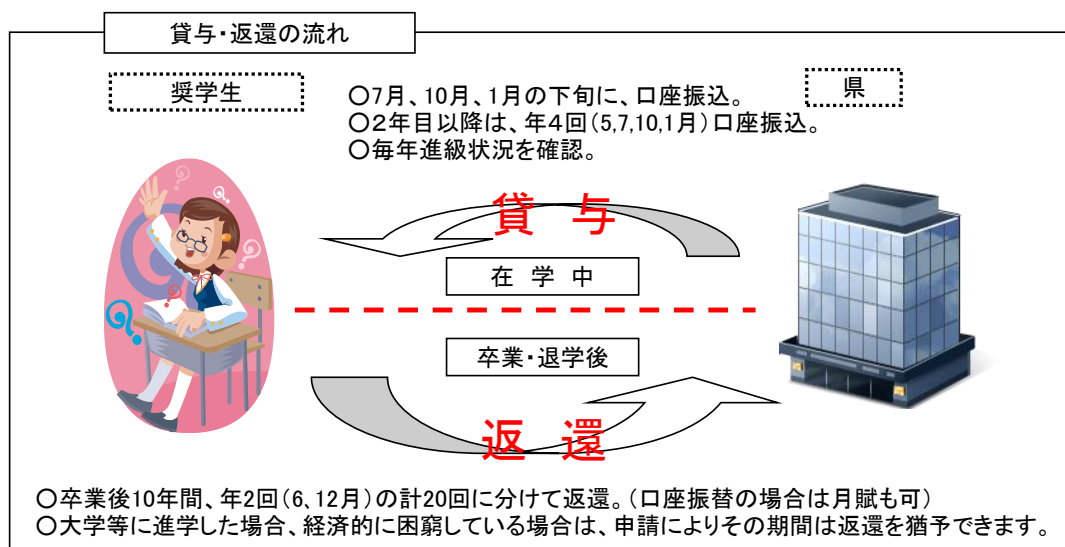 貸与・返還の流れ
奨学生
県
○7月、10月、1月の下旬に、口座振込。
○２年目以降は、年４回(5,7,10,1月)口座振込。
○毎年進級状況を確認。
貸 与
在 学 中
卒業・退学後
返 還
○卒業後10年間、年2回(6、12月)の計20回に分けて返還。(口座振替の場合は月賦も可)
○大学等に進学した場合、経済的に困窮している場合は、申請によりその期間は返還を猶予できます。